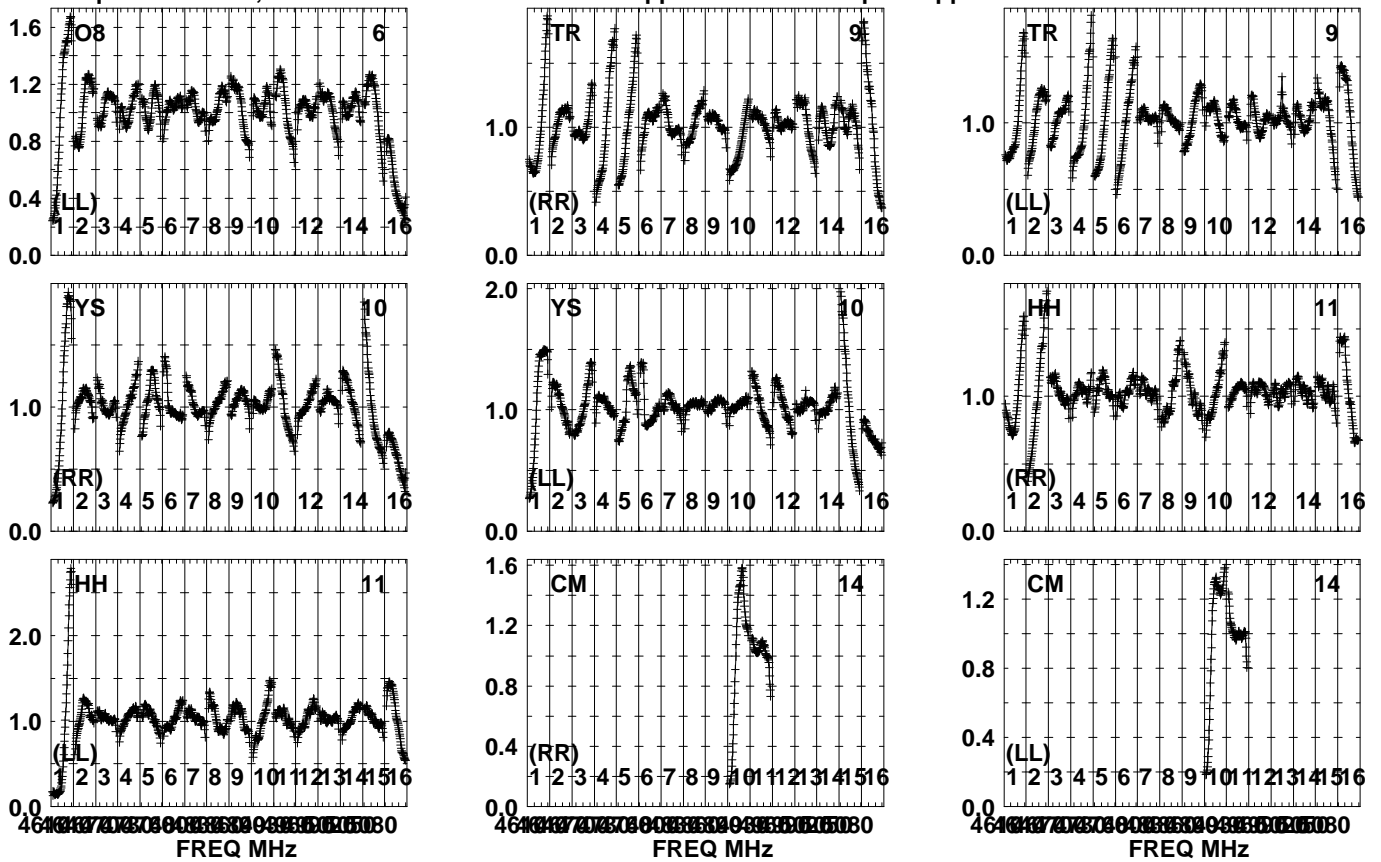 1.6 O8 6 TR 9 TR 9
1.2
1.0 1.0
0.8
0.4
(LL) (RR) (LL)
1 2 3 4 5 6 7 8 9 10 12 14 16 1 2 3 4 5 6 7 8 9 10 12 14 16 1 2 3 4 5 6 7 8 9 10 12 14 16
0.0 0.0 0.0
YS 10 2.0 YS 10 HH 11
1.0 1.0 1.0
(RR) (LL) (RR)
1 2 3 4 5 6 7 8 9 10 12 14 16 1 2 3 4 5 6 7 8 9 10 12 14 16 1 2 3 4 5 6 7 8 9 10 12 14 16
0.0 0.0 0.0
HH 11 1.6 CM 14 CM 14
2.0 1.2 1.2
1.0 0.8 0.8
(LL) 0.4 (RR) 0.4 (LL)
1 2 3 4 5 6 7 8 9 10 11 12 13 14 15 16 1 2 3 4 5 6 7 8 9 10 11 12 13 14 15 16 1 2 3 4 5 6 7 8 9 10 11 12 13 14 15 16
0.0 0.0 0.0
FREQ MHz FREQ MHz FREQ MHz